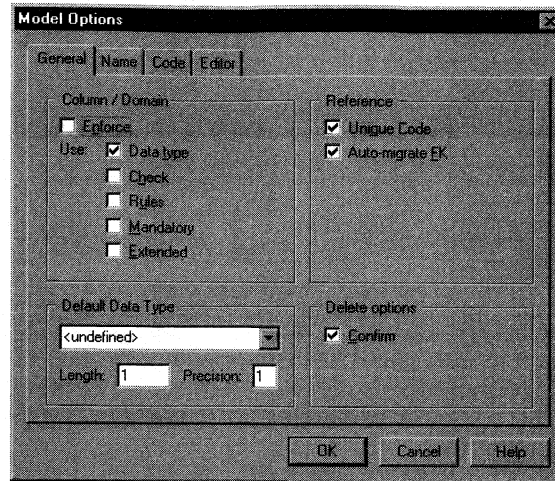 Model Options
General Name Code Editor
Column / Domain
Enforce
Use: Data type
Check
Rules
Mandatory
Extended
Reference
Unique Code
Auto-migrate FK
Default Data Type
<undefined>
Length: 1 Precision: 1
Delete options
Confirm
OK Cancel Help